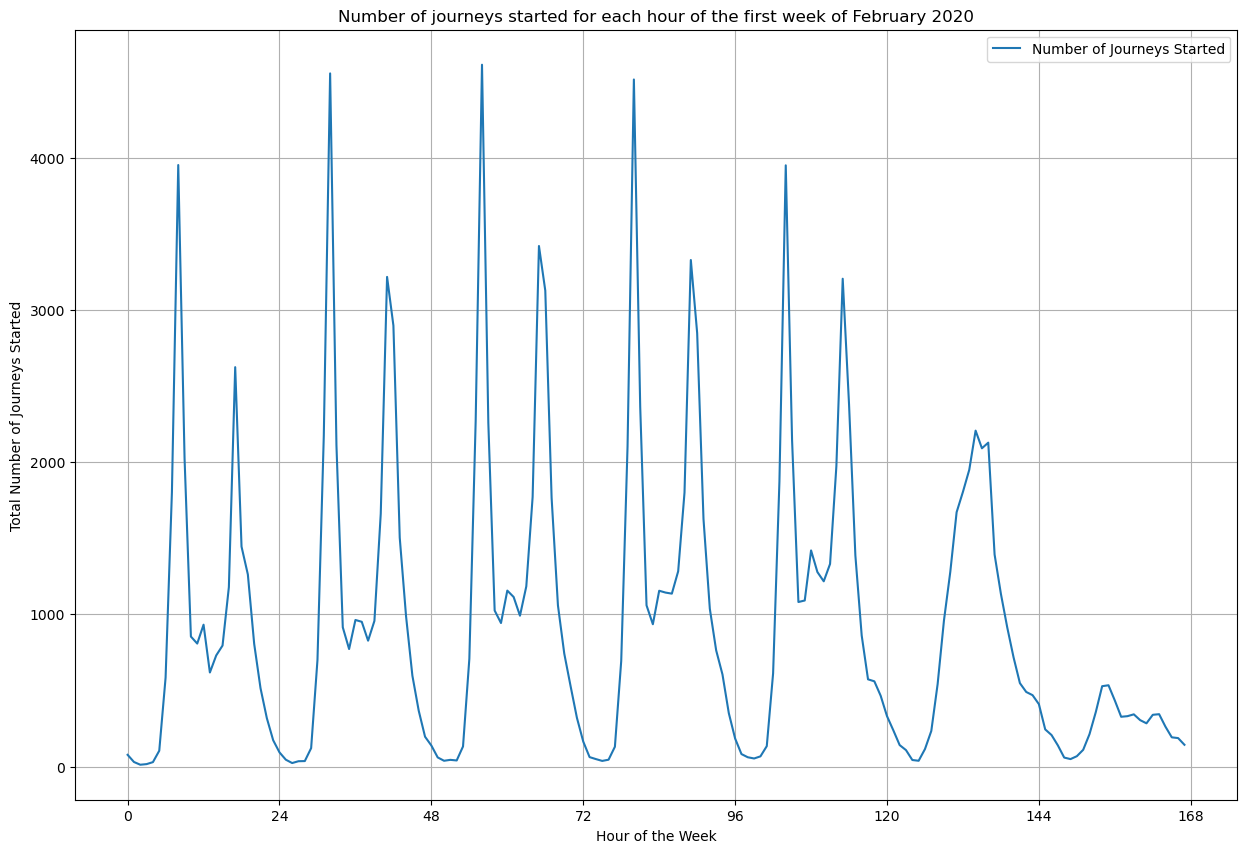 Number of journeys started for each hour of the first week of February 2020
Number of Journeys Started
Total Number of Journeys Started
4000
3000
2000
1000
0
0 24 48 72 96 120 144 168
Hour of the Week